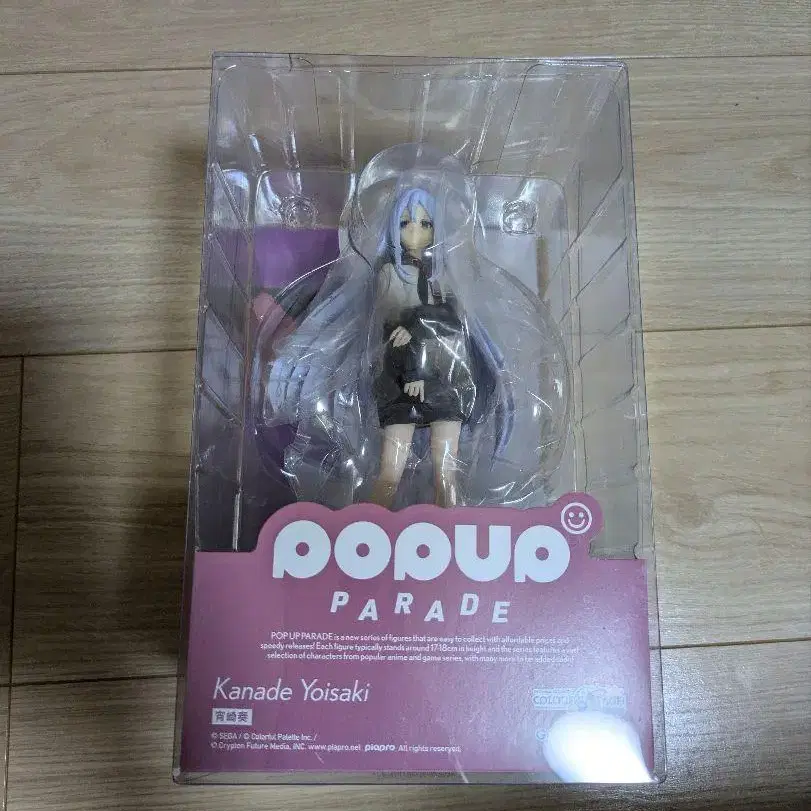 POPUP
PARADE
POP UP PARADE is a new series of figures that are easy to collect with affordable prices and
speedy releases! Each figure typically stands around 17-18cm in height and the series features a vast
selection of characters from popular anime and game series, with many more to be added soon!
Kanade Yoisaki
宵崎奏
© SEGA / © Colorful Palette Inc. /
© Crypton Future Media, INC. www.piapro.net piapro All rights reserved.